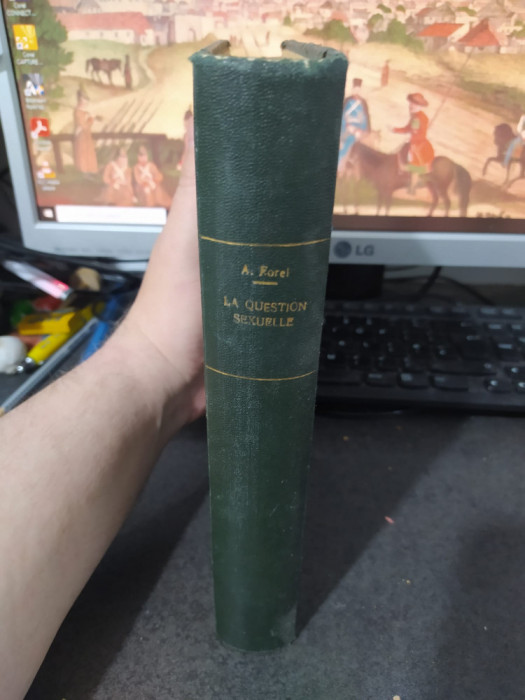 A. Forel
LA QUESTION
SEXUELLE
LG